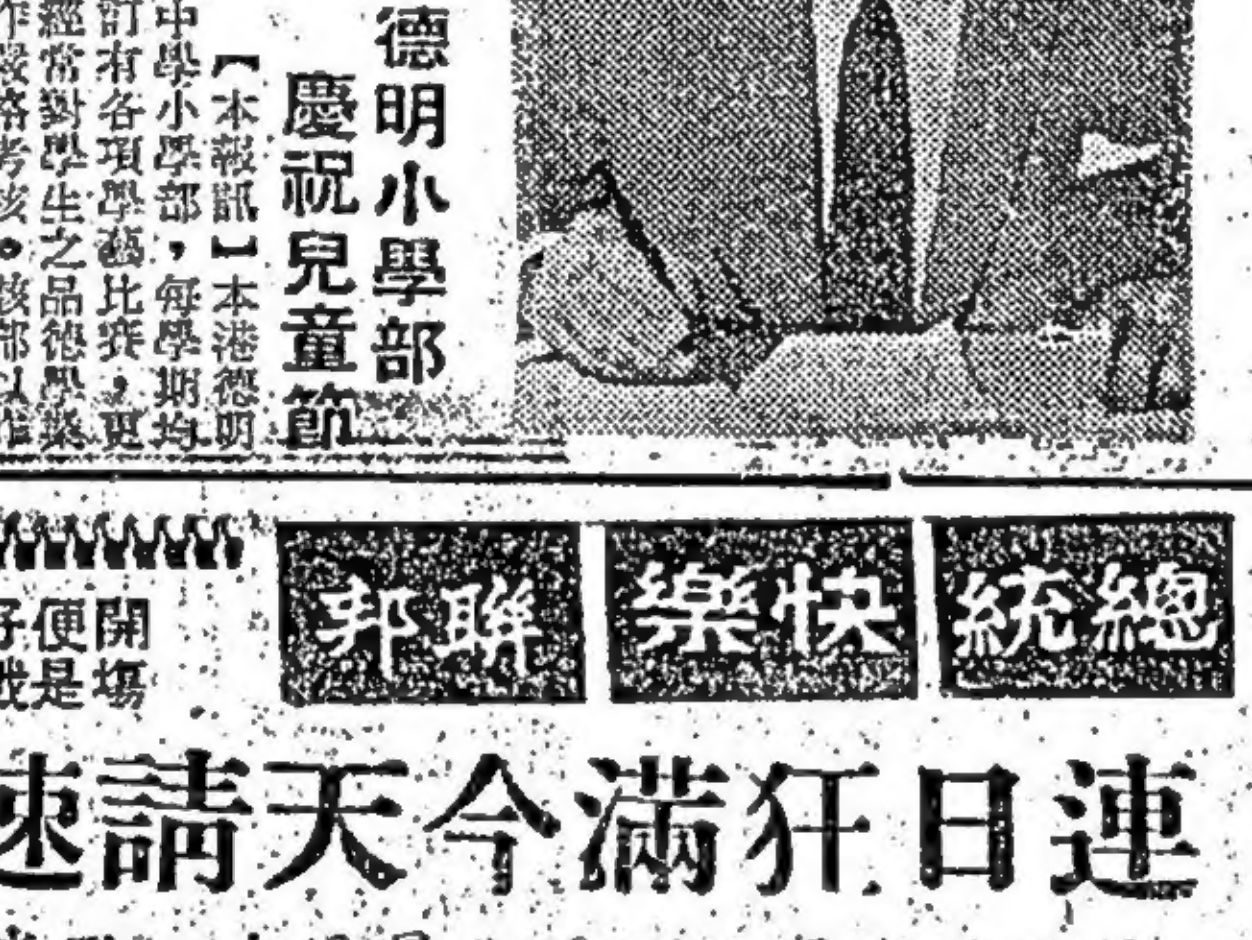 德明小學部
慶祝兒童節
【本報訊】本港德明
中學小學部，每學期均
訂有各項學藝比賽，更
經常對學生之品德學業
作嚴格考核。該部以作
總統
快樂
聯邦
開場
便是
好戲
連日狂滿今天請速